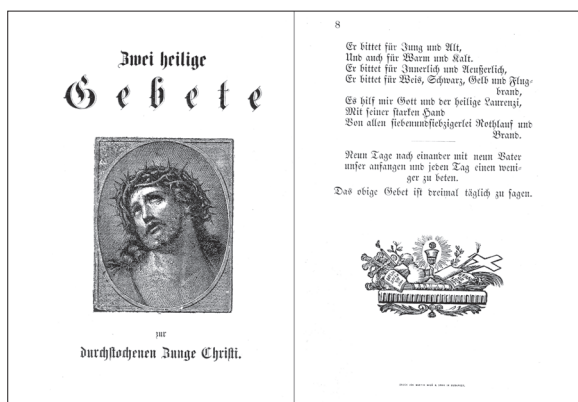 Zwei heilige
Gebete
zur
durchstochenen Zunge Christi.
8
Er bittet für Jung und Alt,
Und auch für Warm und Kalt.
Er bittet für Innerlich und Aeußerlich,
Er bittet für Weis, Schwarz, Gelb und Flug-
brand,
Es hilf mir Gott und der heilige Laurenzi,
Mit seiner starken Hand
Von allen siebenundsiebzigerlei Rothlauf und
Brand.
Neun Tage nach einander mit neun Vater
unser anfangen und jeden Tag einen weni-
ger zu beten.
Das obige Gebet ist dreimal täglich zu sagen.